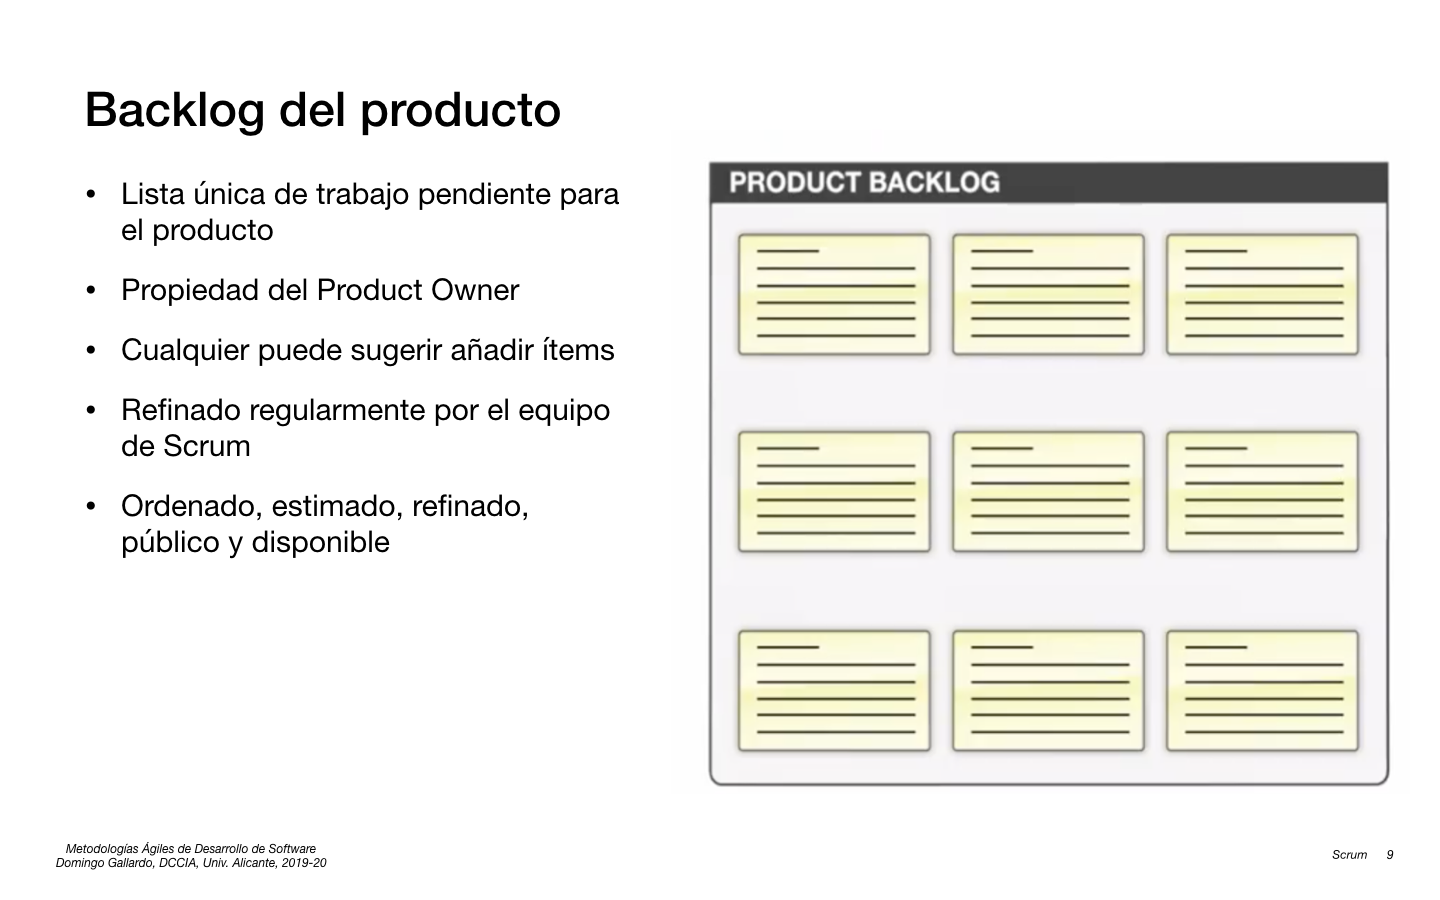 Backlog del producto
• Lista única de trabajo pendiente para
el producto
• Propiedad del Product Owner
• Cualquier puede sugerir añadir ítems
• Refinado regularmente por el equipo
de Scrum
• Ordenado, estimado, refinado,
público y disponible
PRODUCT BACKLOG
Metodologías Ágiles de Desarrollo de Software
Domingo Gallardo, DCCIA, Univ. Alicante, 2019-20
Scrum 9